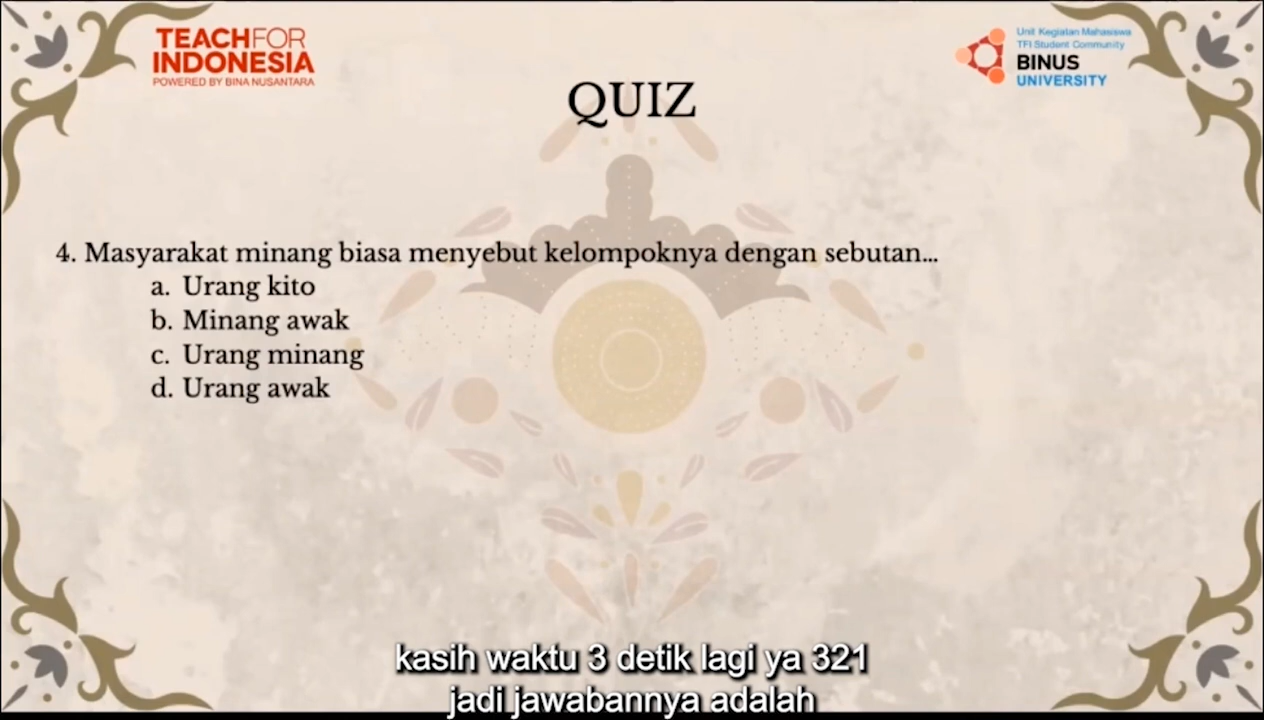 TEACHFOR
INDONESIA
POWERED BY BINA NUSANTARA
Unit Kegiatan Mahasiswa
TFI Student Community
BINUS
UNIVERSITY
QUIZ
4. Masyarakat minang biasa menyebut kelompoknya dengan sebutan...
a. Urang kito
b. Minang awak
c. Urang minang
d. Urang awak
kasih waktu 3 detik lagi ya 321
jadi jawabannya adalah